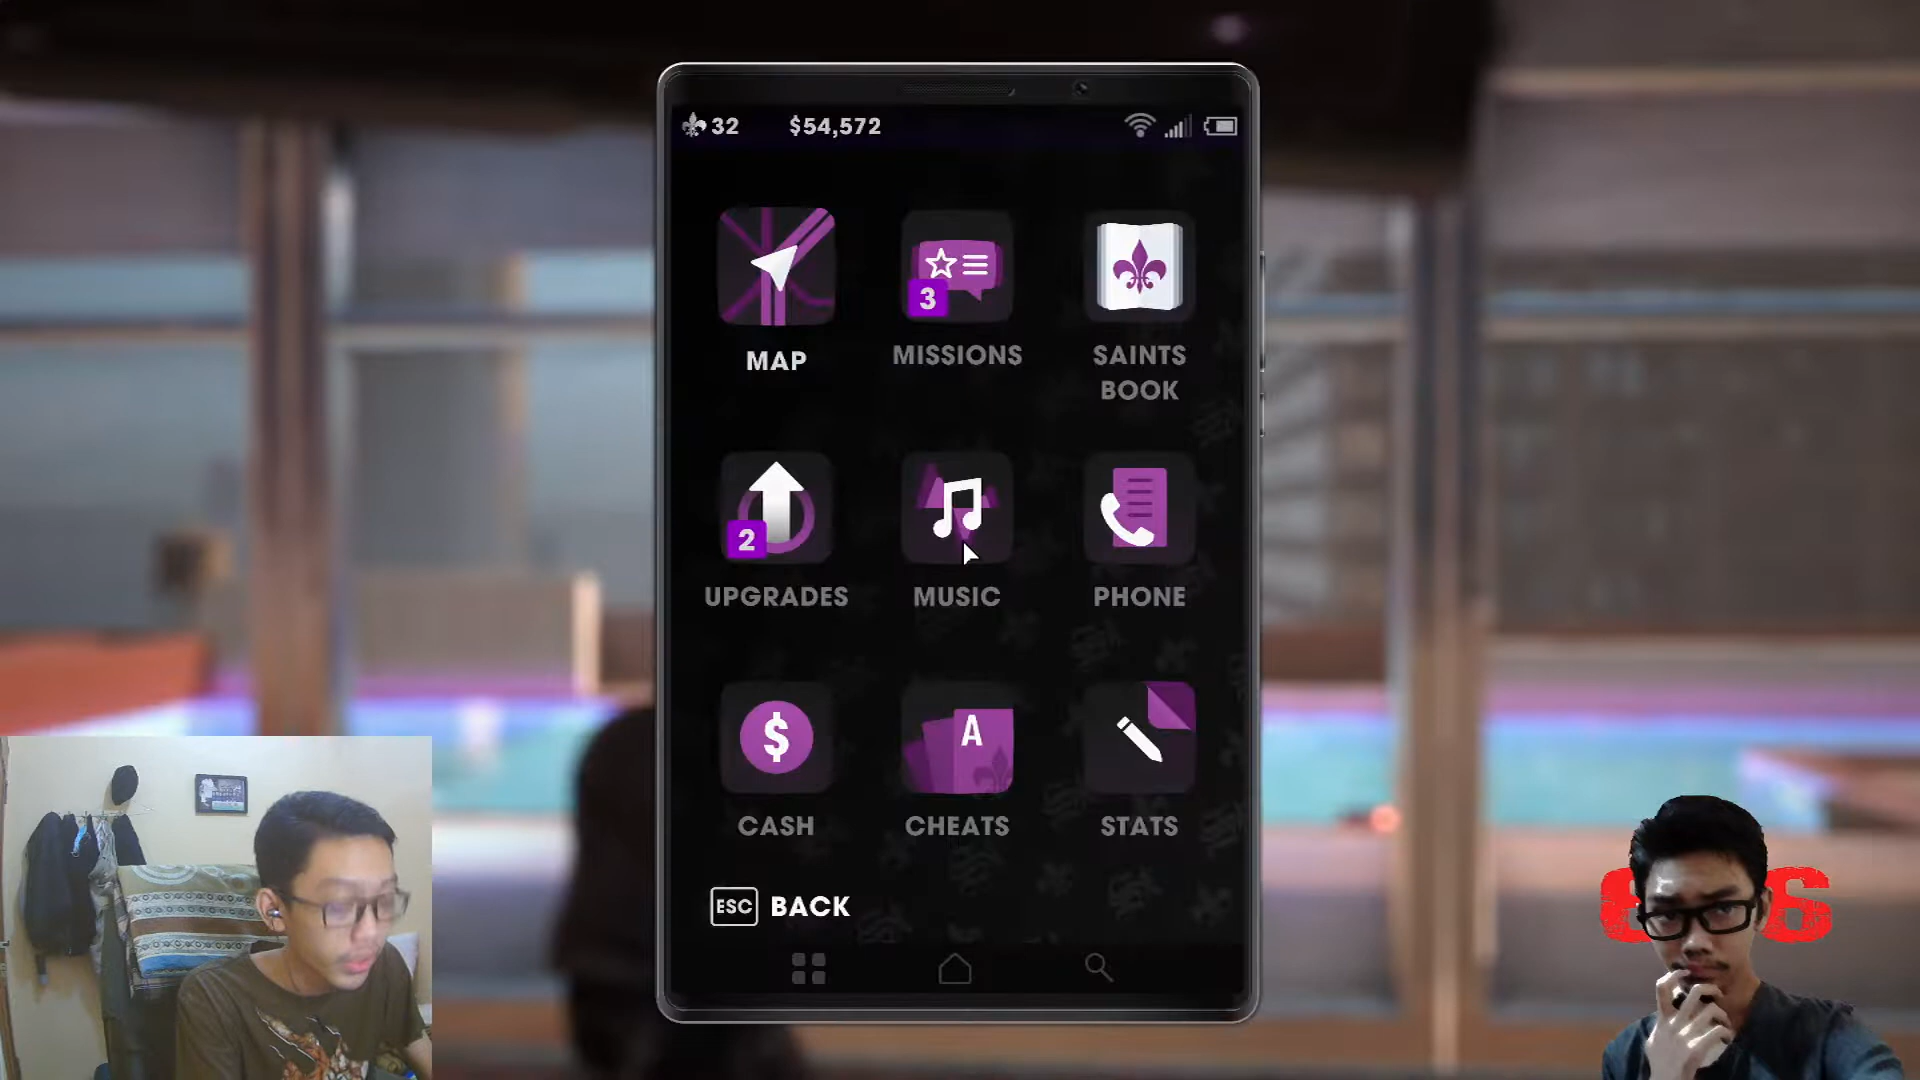 32 $54,572
MAP
3
MISSIONS
SAINTS
BOOK
2
UPGRADES
MUSIC
PHONE
$
CASH
A
CHEATS
STATS
ESC BACK